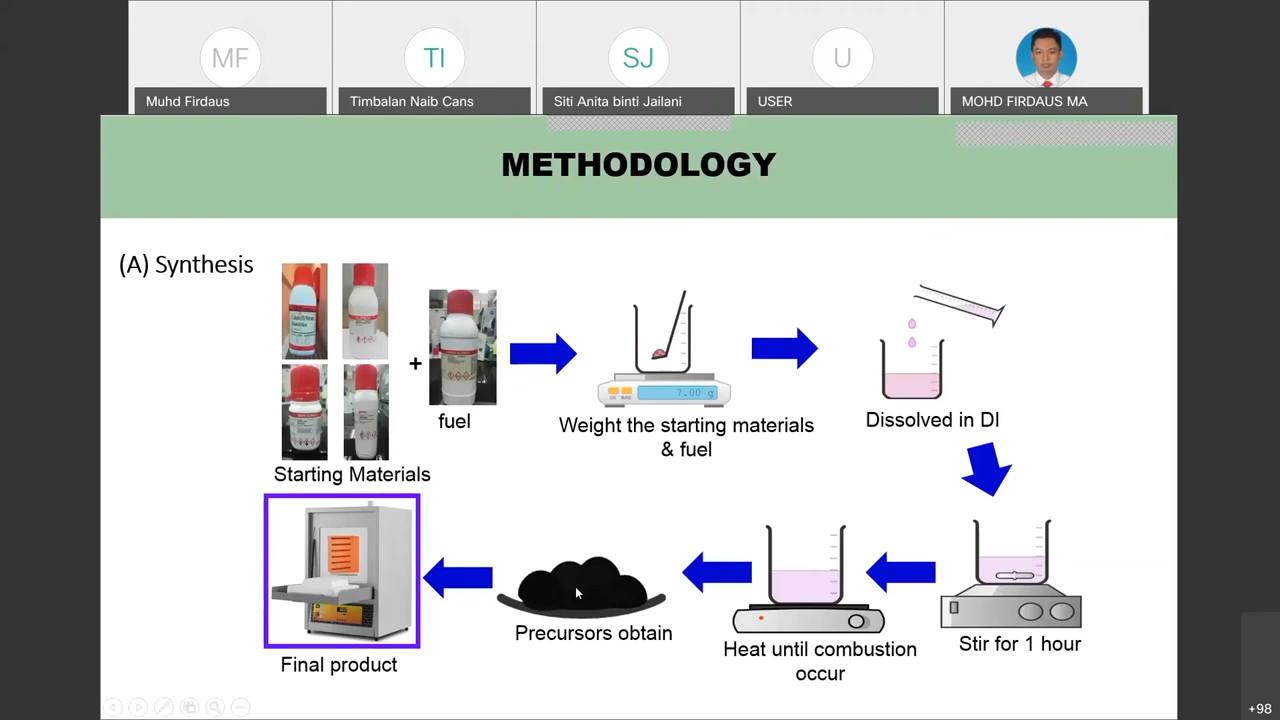 MF
TI
SJ
U
Muhd Firdaus
Timbalan Naib Cans
Siti Anita binti Jailani
USER
MOHD FIRDAUS MA
METHODOLOGY
(A) Synthesis
+
fuel
Starting Materials
7.00 g
Weight the starting materials
& fuel
Dissolved in DI
Final product
Precursors obtain
Heat until combustion
occur
Stir for 1 hour
+98